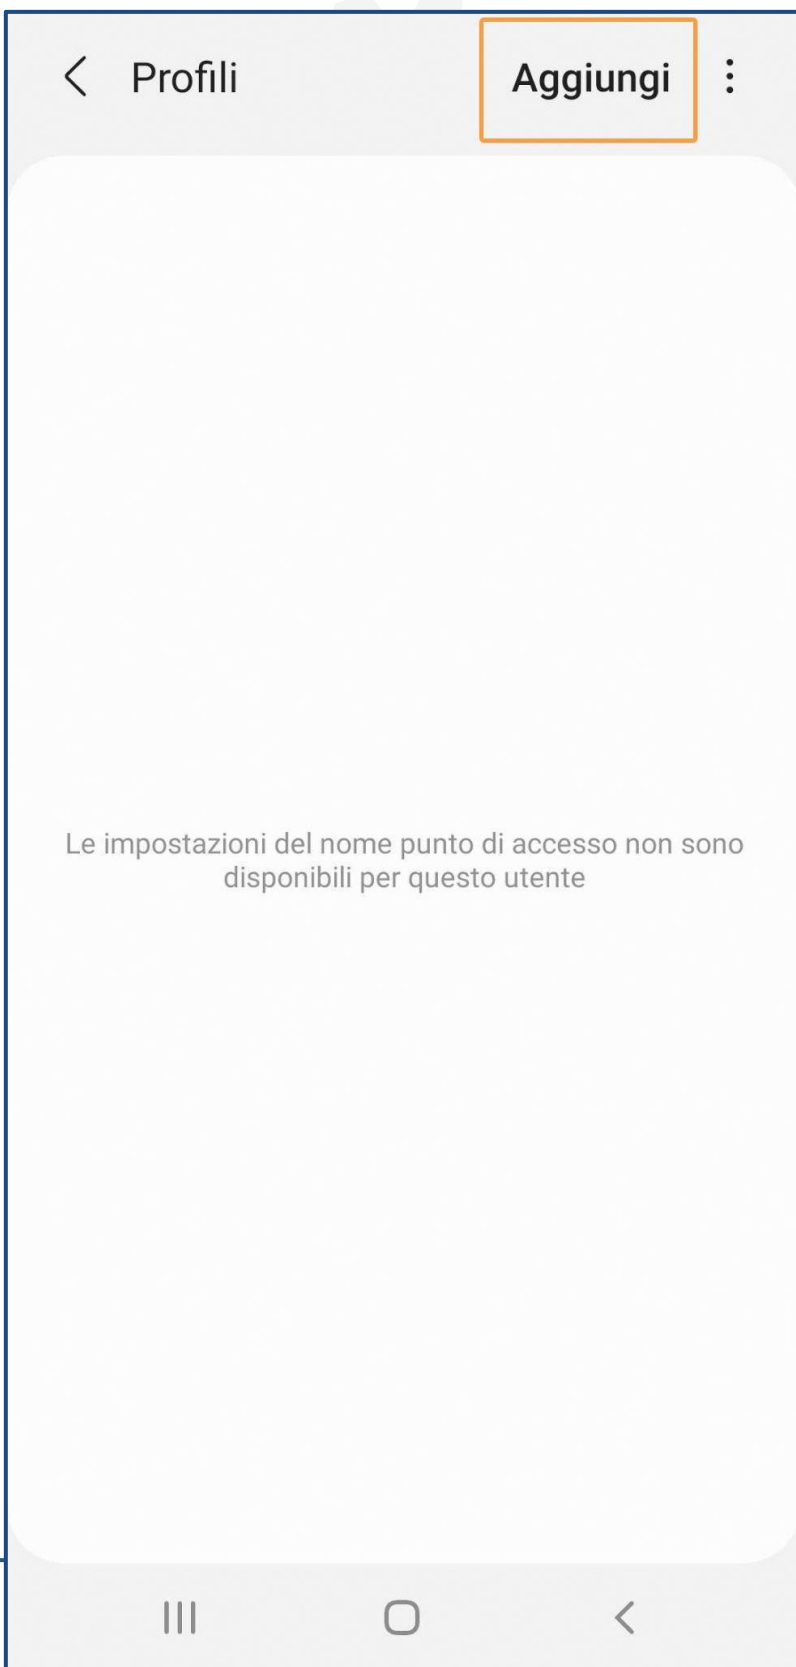 Profili
Aggiungi
Le impostazioni del nome punto di accesso non sono
disponibili per questo utente